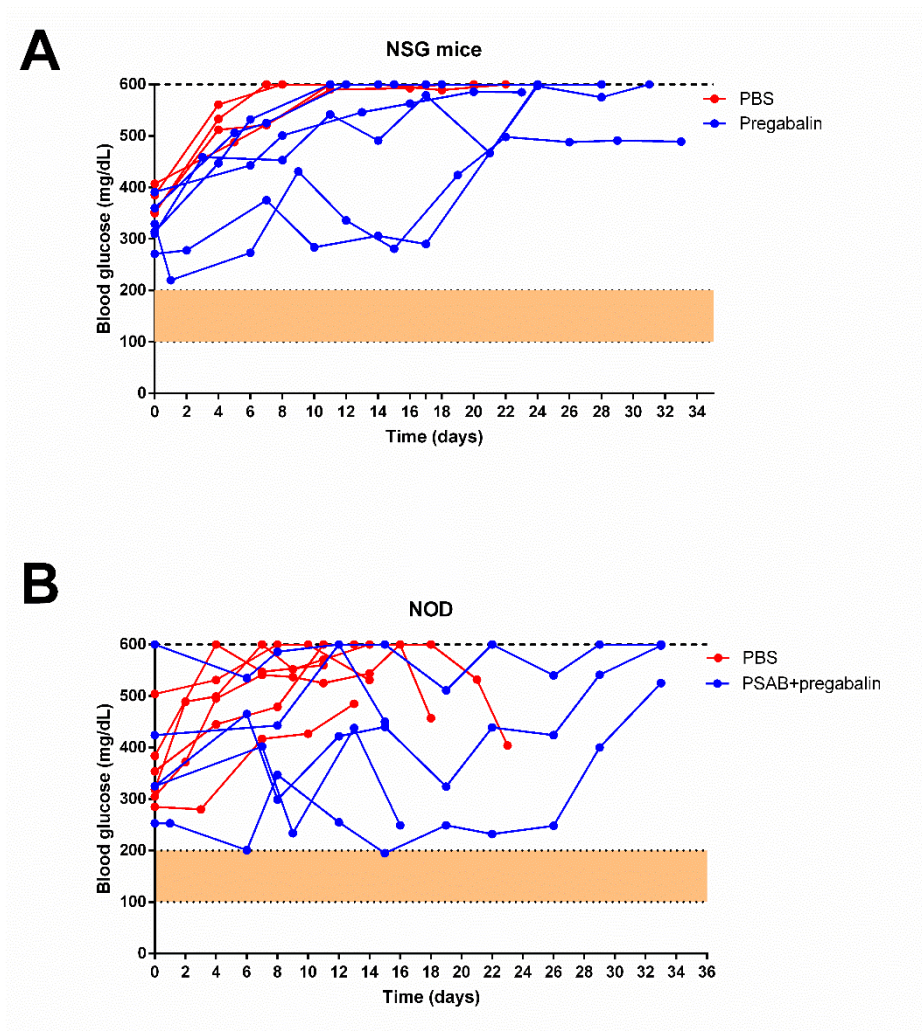 A
NSG mice
PBS
Pregabalin
Blood glucose (mg/dL)
600
500
400
300
200
100
0
0 2 4 6 8 10 12 14 16 17 18 20 22 24 26 28 30 32 34
Time (days)
B
NOD
PBS
PSAB+pregabalin
Blood glucose (mg/dL)
600
500
400
300
200
100
0
0 2 4 6 8 10 12 14 16 18 20 22 24 26 28 30 32 34 36
Time (days)